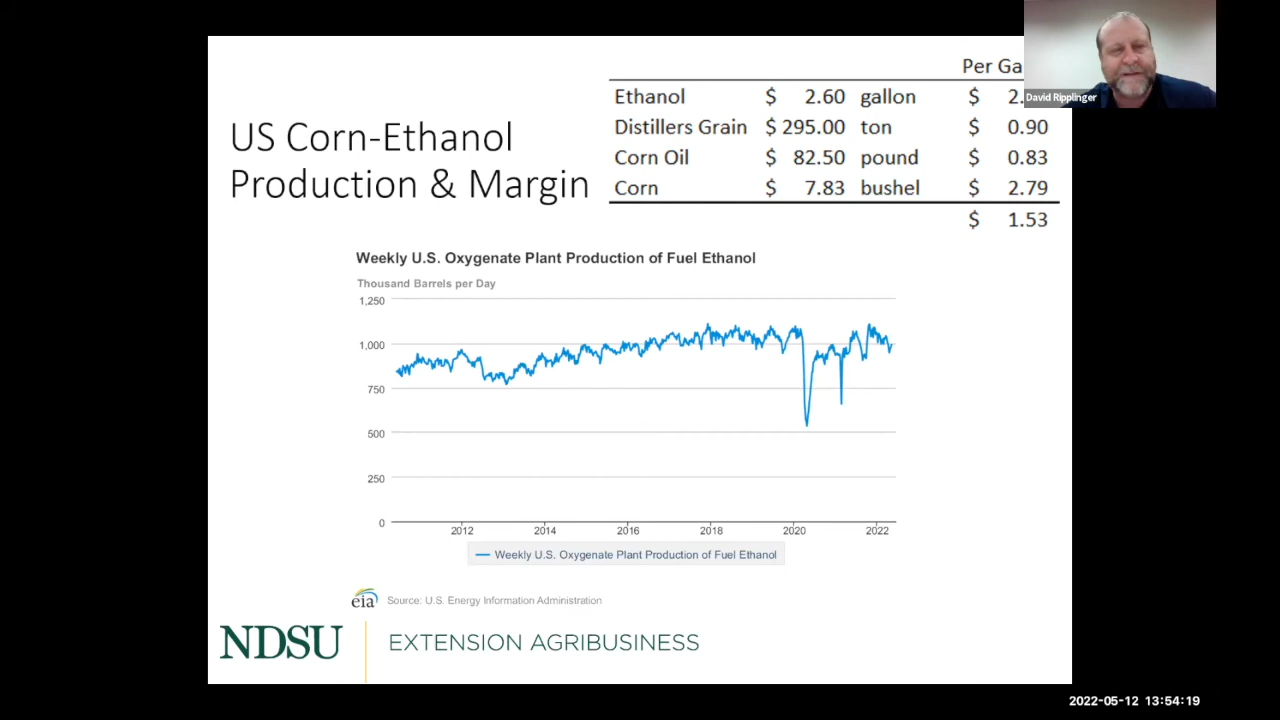 Per Ga
Ethanol $ 2.60 gallon $ 2.
David Ripplinger
Distillers Grain $ 295.00 ton $ 0.90
Corn Oil $ 82.50 pound $ 0.83
Corn $ 7.83 bushel $ 2.79
$ 1.53
US Corn-Ethanol
Production & Margin
Weekly U.S. Oxygenate Plant Production of Fuel Ethanol
Thousand Barrels per Day
1,250
1,000
750
500
250
0
2012 2014 2016 2018 2020 2022
Weekly U.S. Oxygenate Plant Production of Fuel Ethanol
eia Source: U.S. Energy Information Administration
NDSU EXTENSION AGRIBUSINESS
2022-05-12 13:54:19